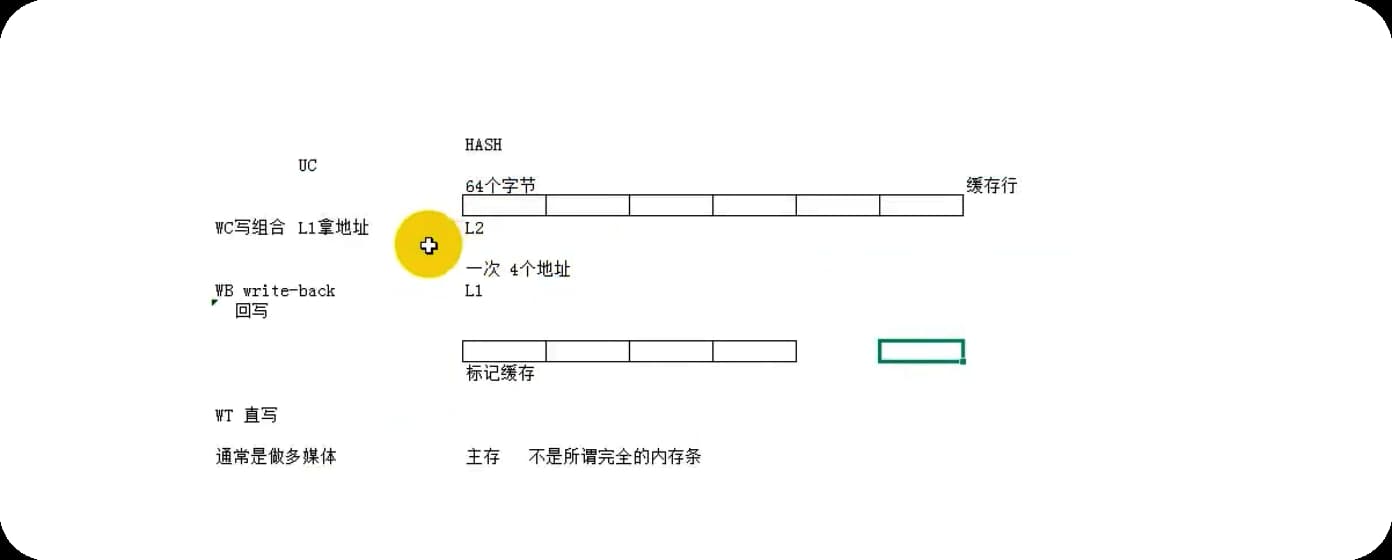 HASH
UC
64个字节 缓存行
WC写组合 L1拿地址 L2
一次 4个地址
WB write-back L1
回写
标记缓存
WT 直写
通常是做多媒体 主存 不是所谓完全的内存条